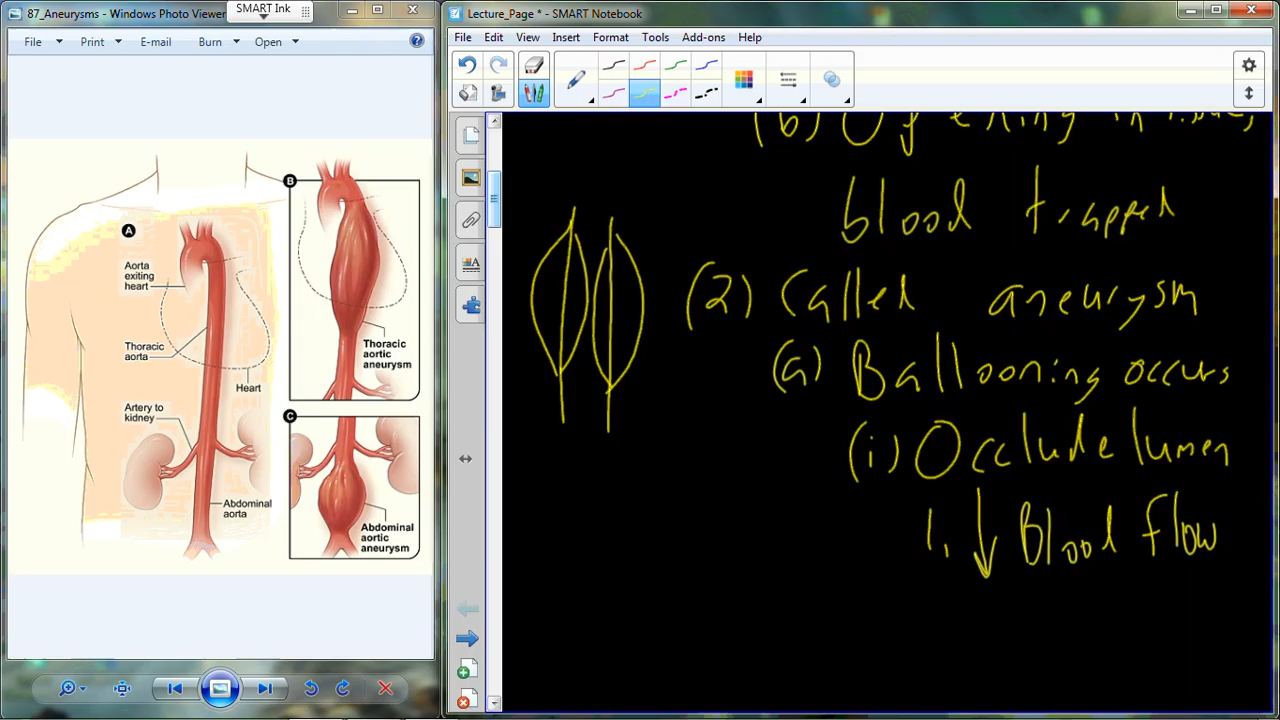 87_Aneurysms - Windows Photo Viewer
SMART Ink
File Print E-mail Burn Open
A
Aorta
exiting
heart
Thoracic
aorta
Heart
Artery to
kidney
Abdominal
aorta
B
Thoracic
aortic
aneurysm
C
Abdominal
aortic
aneurysm
Lecture_Page * - SMART Notebook
File Edit View Insert Format Tools Add-ons Help
(b) in
blood trapped
(2) Called aneurysm
(a) Ballooning occurs
(i) Occlude lumen
1. ↓ Blood flow